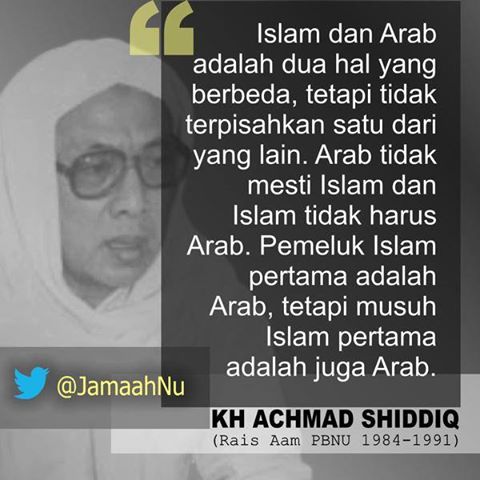 Islam dan Arab
adalah dua hal yang
berbeda, tetapi tidak
terpisahkan satu dari
yang lain. Arab tidak
mesti Islam dan
Islam tidak harus
Arab. Pemeluk Islam
pertama adalah
Arab, tetapi musuh
Islam pertama
adalah juga Arab.
@JamaahNu
KH ACHMAD SHIDDIQ
(Rais Aam PBNU 1984-1991)